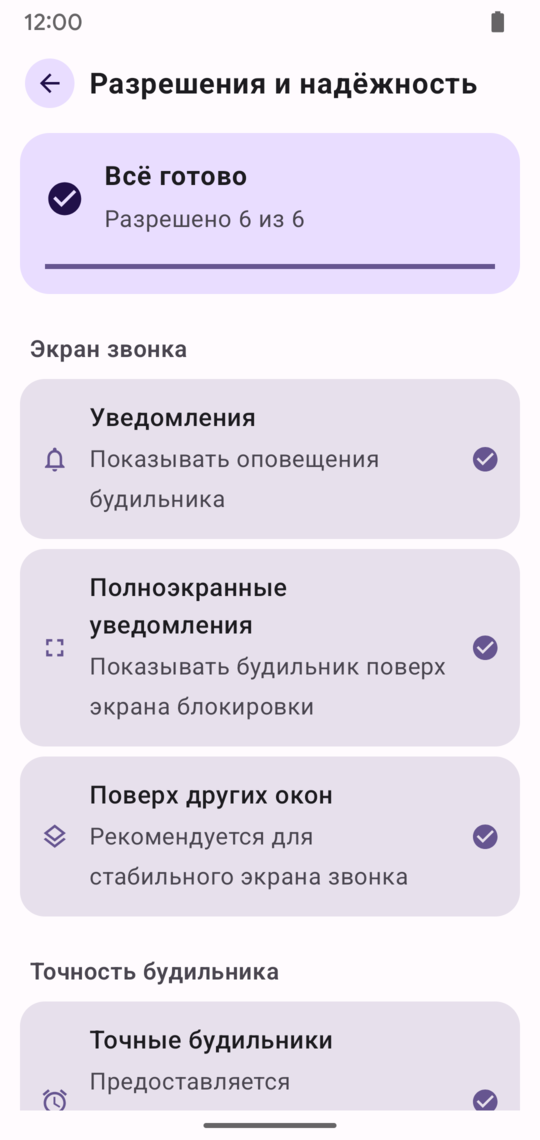 12:00
Разрешения и надёжность
Всё готово
Разрешено 6 из 6
Экран звонка
Уведомления
Показывать оповещения
будильника
Полноэкранные
уведомления
Показывать будильник поверх
экрана блокировки
Поверх других окон
Рекомендуется для
стабильного экрана звонка
Точность будильника
Точные будильники
Предоставляется